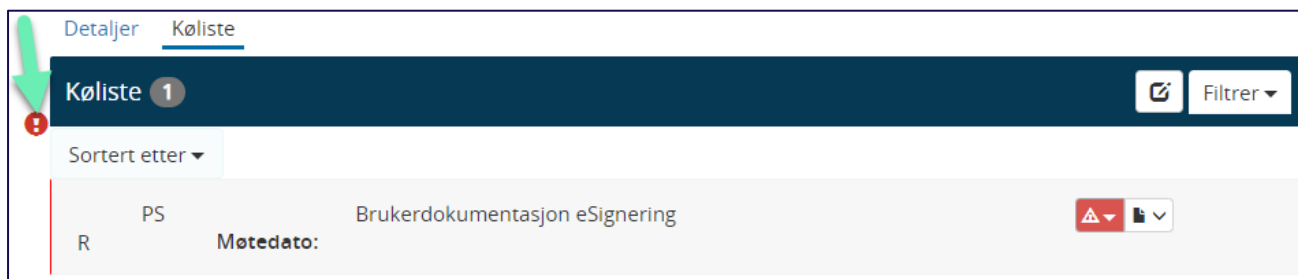 Detaljer Køliste
Køliste 1
Filtrer
Sortert etter
PS Brukerdokumentasjon eSignering
R Møtedato: